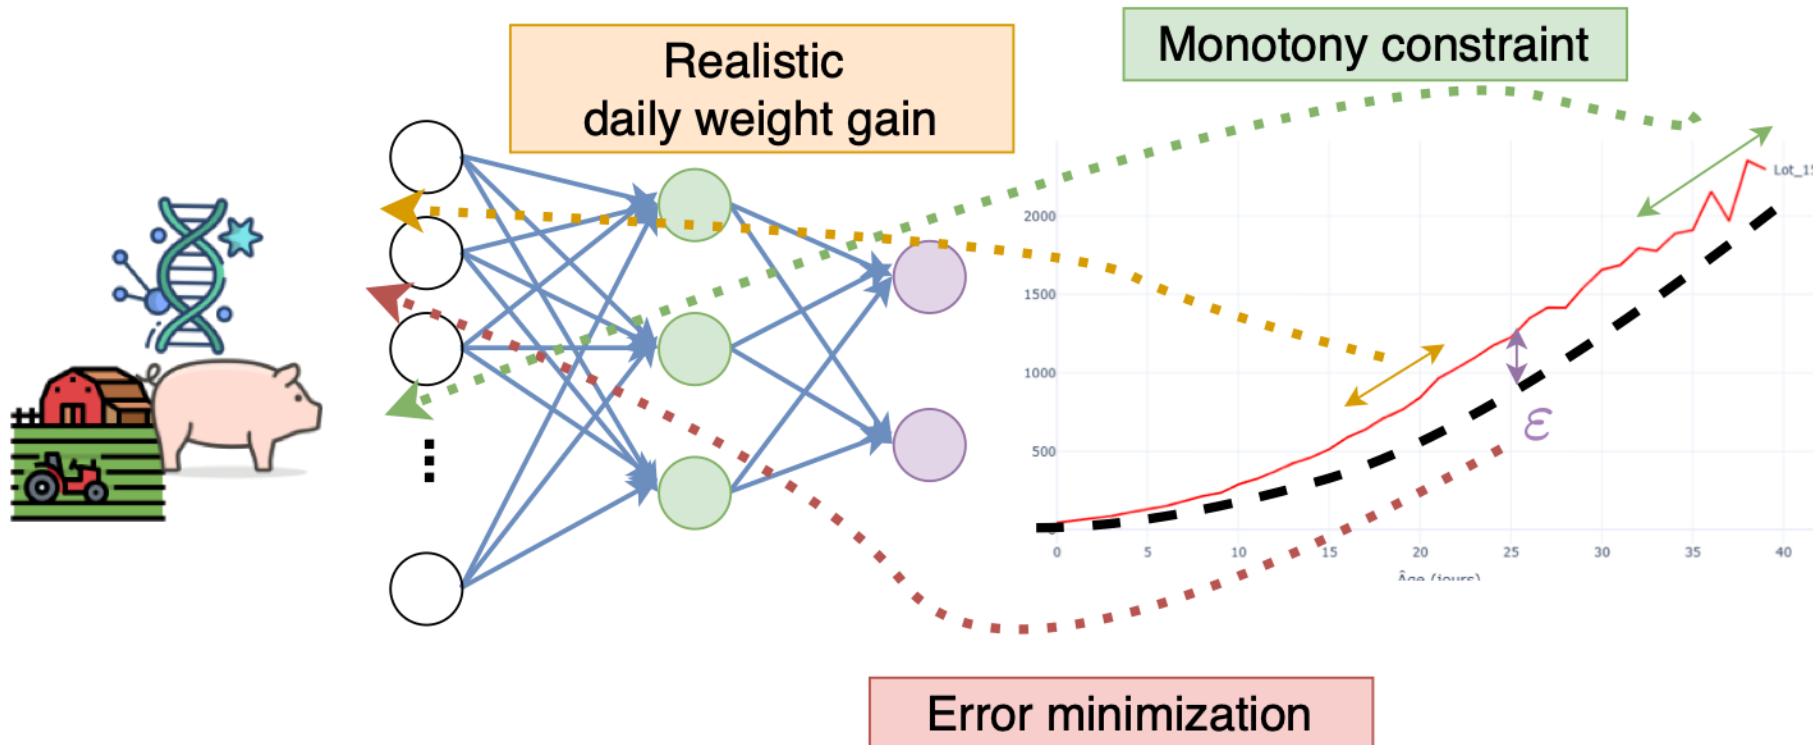 Realistic
daily weight gain
Monotony constraint
2000
1500
1000
500
0
5
10
15
20
25
30
35
40
Âge (jours)
ε
Error minimization